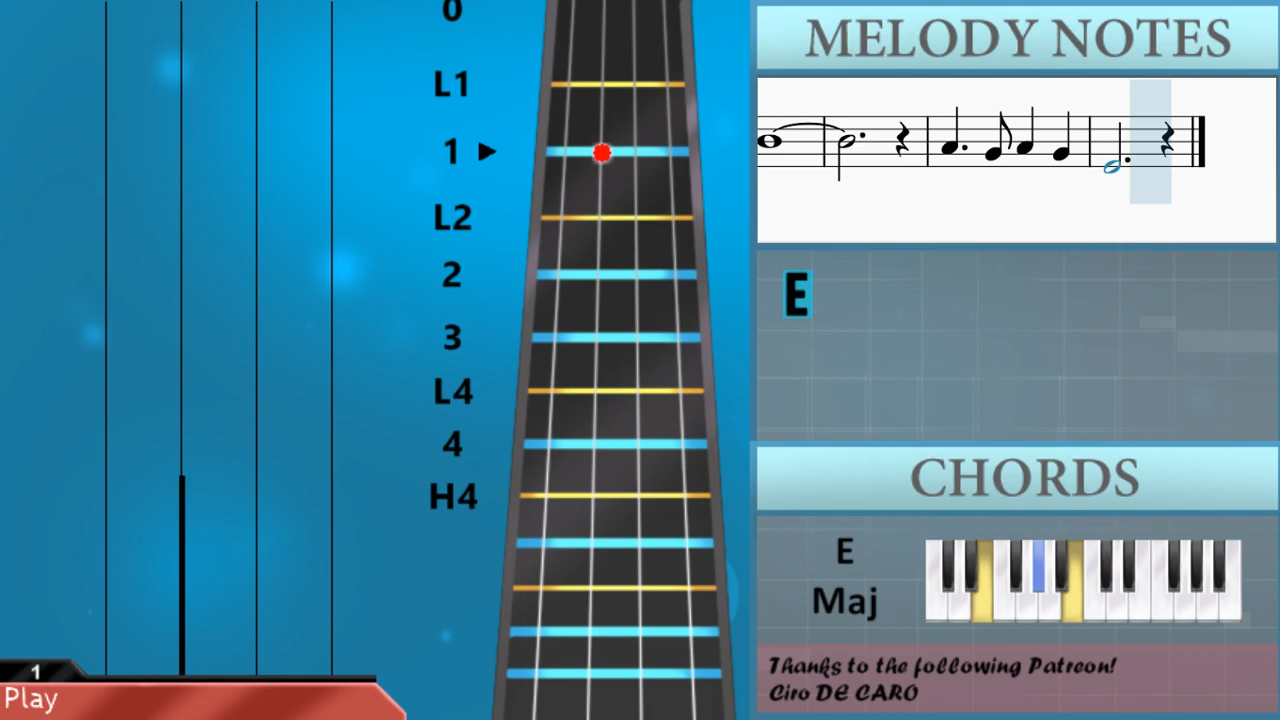 0
L1
1
L2
2
3
L4
4
H4
1
Play
MELODY NOTES
E
CHORDS
E
Maj
Thanks to the following Patreon!
Ciro DE CARO